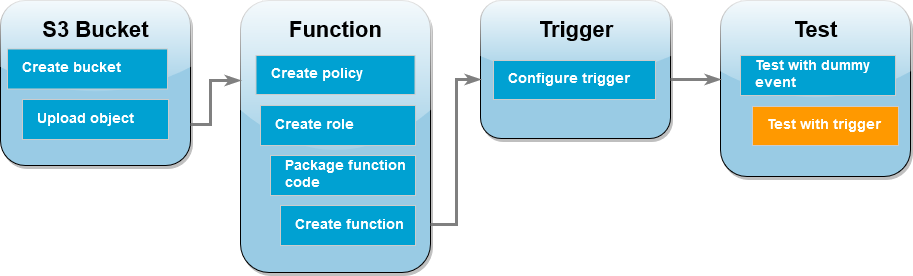 S3 Bucket
Create bucket
Upload object
Function
Create policy
Create role
Package function
code
Create function
Trigger
Configure trigger
Test
Test with dummy
event
Test with trigger